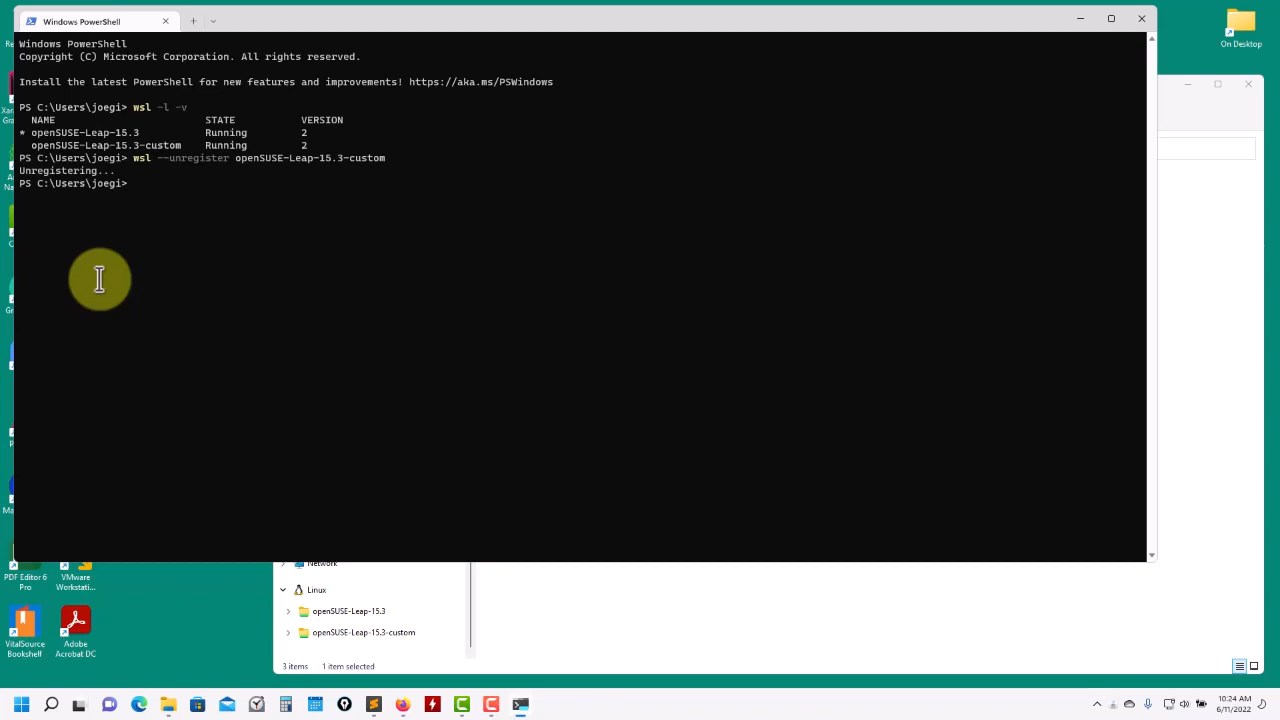 Windows PowerShell
On Desktop
Windows PowerShell
Copyright (C) Microsoft Corporation. All rights reserved.
Install the latest PowerShell for new features and improvements! https://aka.ms/PSWindows
PS C:\Users\joegi> wsl -l -v
NAME STATE VERSION
* openSUSE-Leap-15.3 Running 2
openSUSE-Leap-15.3-custom Running 2
PS C:\Users\joegi> wsl --unregister openSUSE-Leap-15.3-custom
Unregistering...
PS C:\Users\joegi>
Network
PDF Editor 6
Pro
VMware
Workstati...
Linux
openSUSE-Leap-15.3
openSUSE-Leap-15.3-custom
VitalSource
Bookshelf
Adobe
Acrobat DC
3 items
1 item selected
10:24 AM
6/11/2022